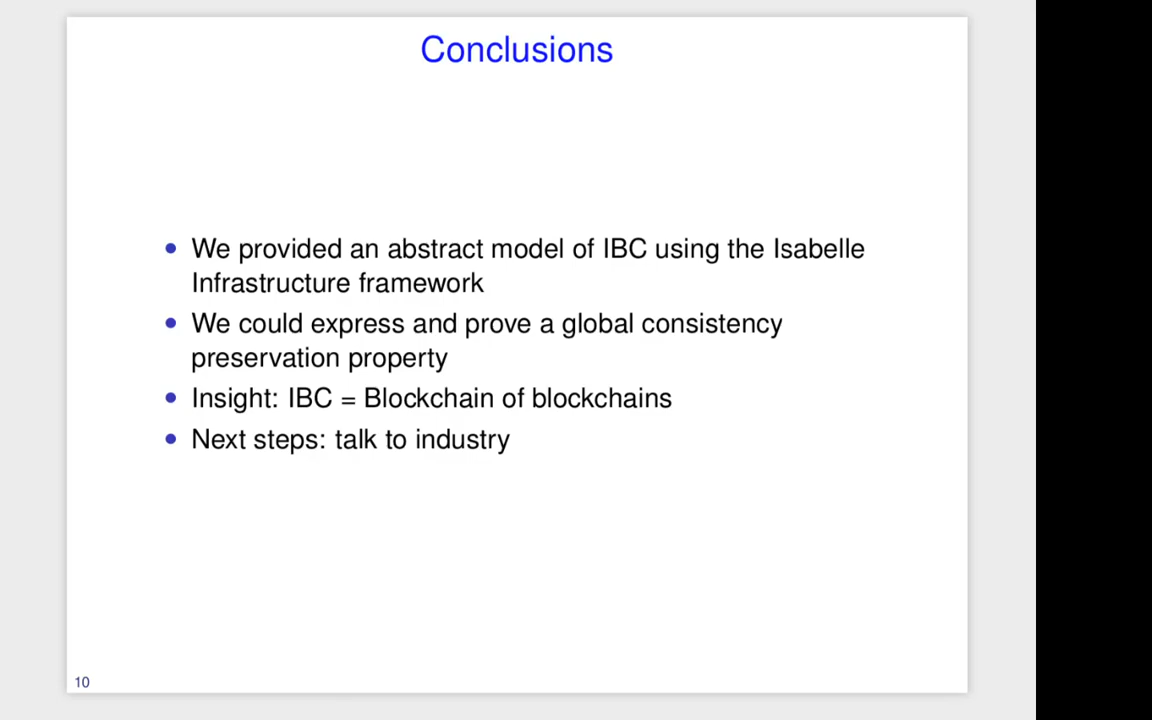 Conclusions
• We provided an abstract model of IBC using the Isabelle
Infrastructure framework
• We could express and prove a global consistency
preservation property
• Insight: IBC = Blockchain of blockchains
• Next steps: talk to industry
10